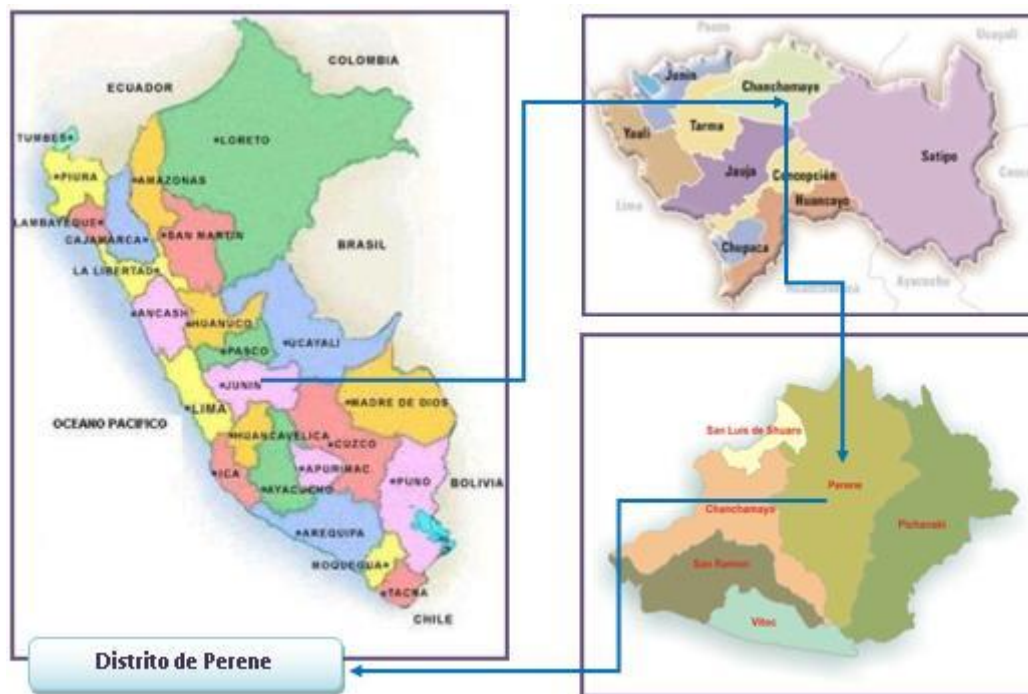 COLOMBIA
ECUADOR
TUMBES
LORETO
PIURA
AMAZONAS
LAMBAYEQUE
CAJAMARCA
SAN MARTIN
BRASIL
LA LIBERTAD
ANCASH
HUANUCO
UCAYALI
PASCO
JUNIN
LIMA
MADRE DE DIOS
OCEANO PACIFICO
HUANCAVELICA
CUZCO
ICA
APURIMAC
PUNO
BOLIVIA
AYACUCHO
AREQUIPA
MOQUEGUA
TACNA
CHILE
Pasco
Ucayali
Junin
Chanchamayo
Yauli
Tarma
Satipo
Jauja
Concepción
Lima
Huancayo
Chupaca
Ayacucho
Huancavelica
San Luis de Shuaro
Perene
Chanchamayo
Pichanaki
San Ramon
Vitoc
Distrito de Perene